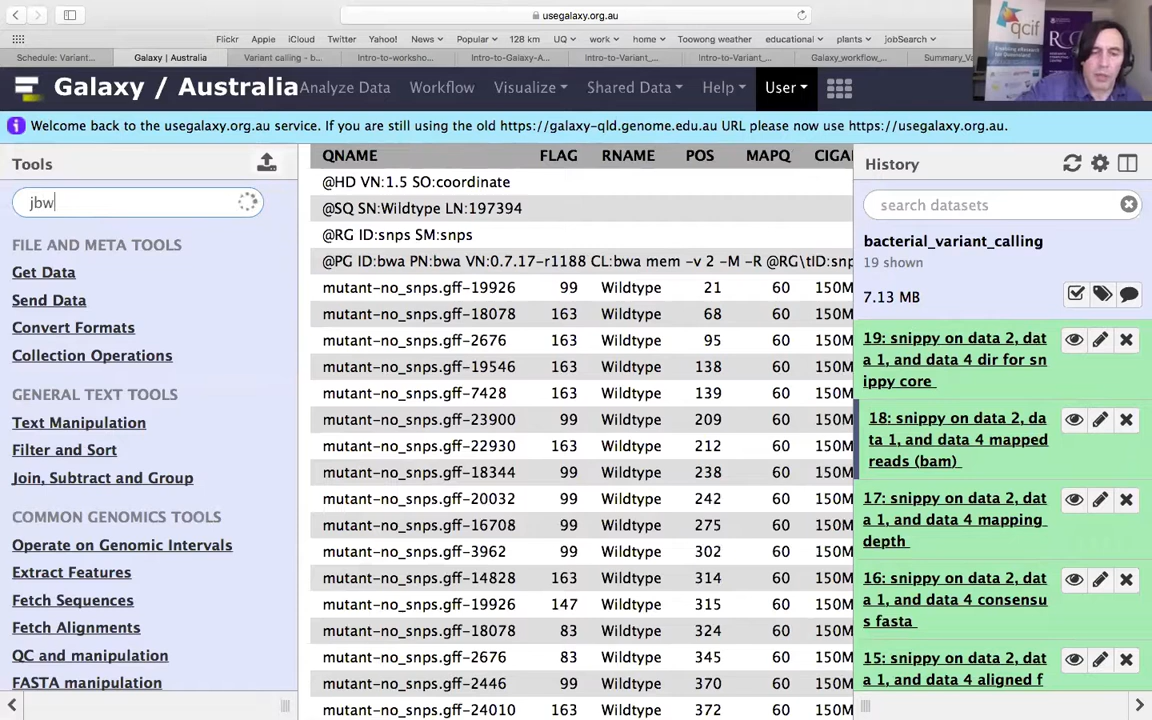 usegalaxy.org.au
Flickr Apple iCloud Twitter Yahoo! News Popular 128 km UQ work home Toowong weather educational plants jobSearch
Schedule: Variant... Galaxy | Australia Variant calling - b... Intro-to-worksho... Intro-to-Galaxy-A... Intro-to-Variant_... Intro-to-Variant_... Galaxy_workflow_... Summary_Va
qcif
Galaxy / Australia Analyze Data Workflow Visualize Shared Data Help User
Welcome back to the usegalaxy.org.au service. If you are still using the old https://galaxy-qld.genome.edu.au URL please now use https://usegalaxy.org.au.
Tools
jbw
FILE AND META TOOLS
Get Data
Send Data
Convert Formats
Collection Operations
GENERAL TEXT TOOLS
Text Manipulation
Filter and Sort
Join, Subtract and Group
COMMON GENOMICS TOOLS
Operate on Genomic Intervals
Extract Features
Fetch Sequences
Fetch Alignments
QC and manipulation
FASTA manipulation
QNAME FLAG RNAME POS MAPQ CIGA
@HD VN:1.5 SO:coordinate
@SQ SN:Wildtype LN:197394
@RG ID:snps SM:snps
@PG ID:bwa PN:bwa VN:0.7.17-r1188 CL:bwa mem -v 2 -M -R @RG\tID:snp
mutant-no_snps.gff-19926 99 Wildtype 21 60 150M
mutant-no_snps.gff-18078 163 Wildtype 68 60 150M
mutant-no_snps.gff-2676 163 Wildtype 95 60 150M
mutant-no_snps.gff-19546 163 Wildtype 138 60 150M
mutant-no_snps.gff-7428 163 Wildtype 139 60 150M
mutant-no_snps.gff-23900 99 Wildtype 209 60 150M
mutant-no_snps.gff-22930 163 Wildtype 212 60 150M
mutant-no_snps.gff-18344 99 Wildtype 238 60 150M
mutant-no_snps.gff-20032 99 Wildtype 242 60 150M
mutant-no_snps.gff-16708 99 Wildtype 275 60 150M
mutant-no_snps.gff-3962 99 Wildtype 302 60 150M
mutant-no_snps.gff-14828 163 Wildtype 314 60 150M
mutant-no_snps.gff-19926 147 Wildtype 315 60 150M
mutant-no_snps.gff-18078 83 Wildtype 324 60 150M
mutant-no_snps.gff-2676 83 Wildtype 345 60 150M
mutant-no_snps.gff-2446 99 Wildtype 370 60 150M
mutant-no_snps.gff-24010 163 Wildtype 372 60 150M
History
search datasets
bacterial_variant_calling
19 shown
7.13 MB
19: snippy on data 2, dat
a 1, and data 4 dir for sn
ippy core
18: snippy on data 2, da
ta 1, and data 4 mapped
reads (bam)
17: snippy on data 2, dat
a 1, and data 4 mapping
depth
16: snippy on data 2, dat
a 1, and data 4 consensu
s fasta
15: snippy on data 2, dat
a 1, and data 4 aligned f